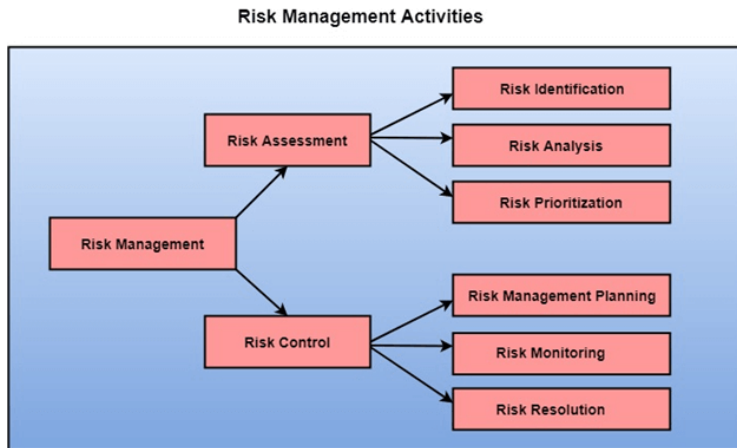 Risk Management Activities
Risk Management
Risk Assessment
Risk Identification
Risk Analysis
Risk Prioritization
Risk Control
Risk Management Planning
Risk Monitoring
Risk Resolution